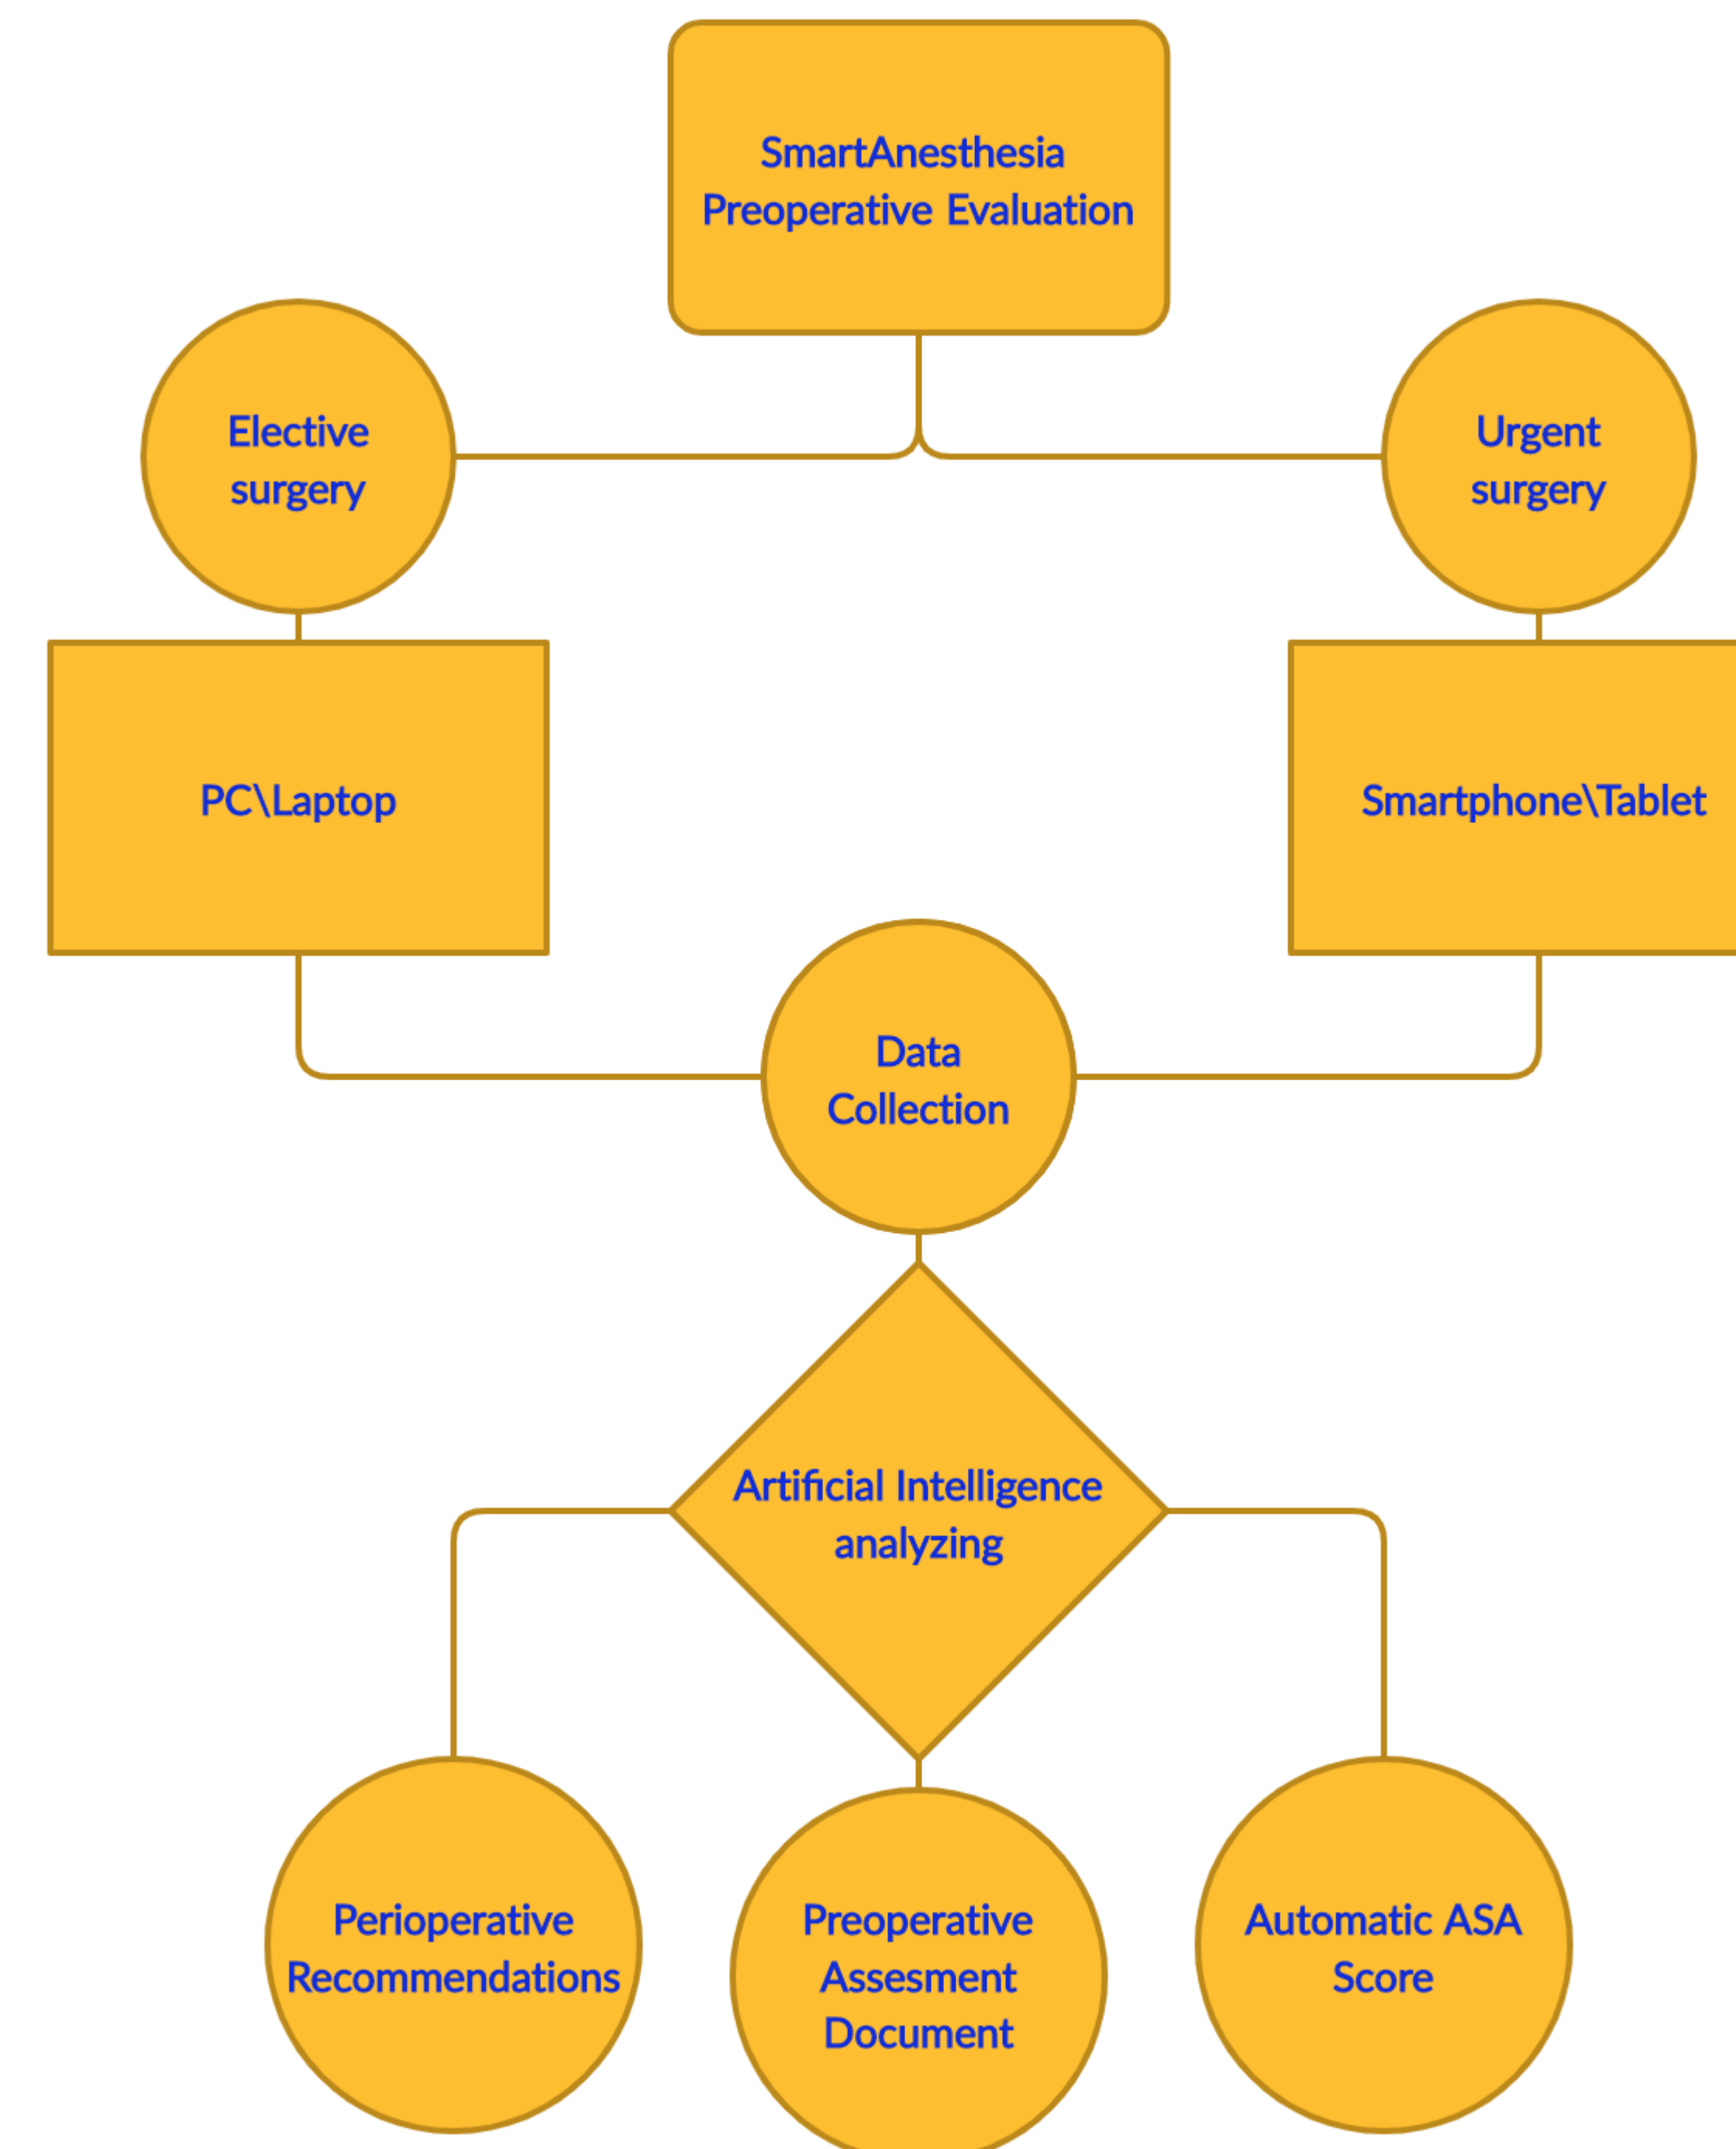 SmartAnesthesia
Preoperative Evaluation
Elective
surgery
Urgent
surgery
PC\Laptop
Smartphone\Tablet
Data
Collection
Artificial Intelligence
analyzing
Perioperative
Recommendations
Preoperative
Assesment
Document
Automatic ASA
Score